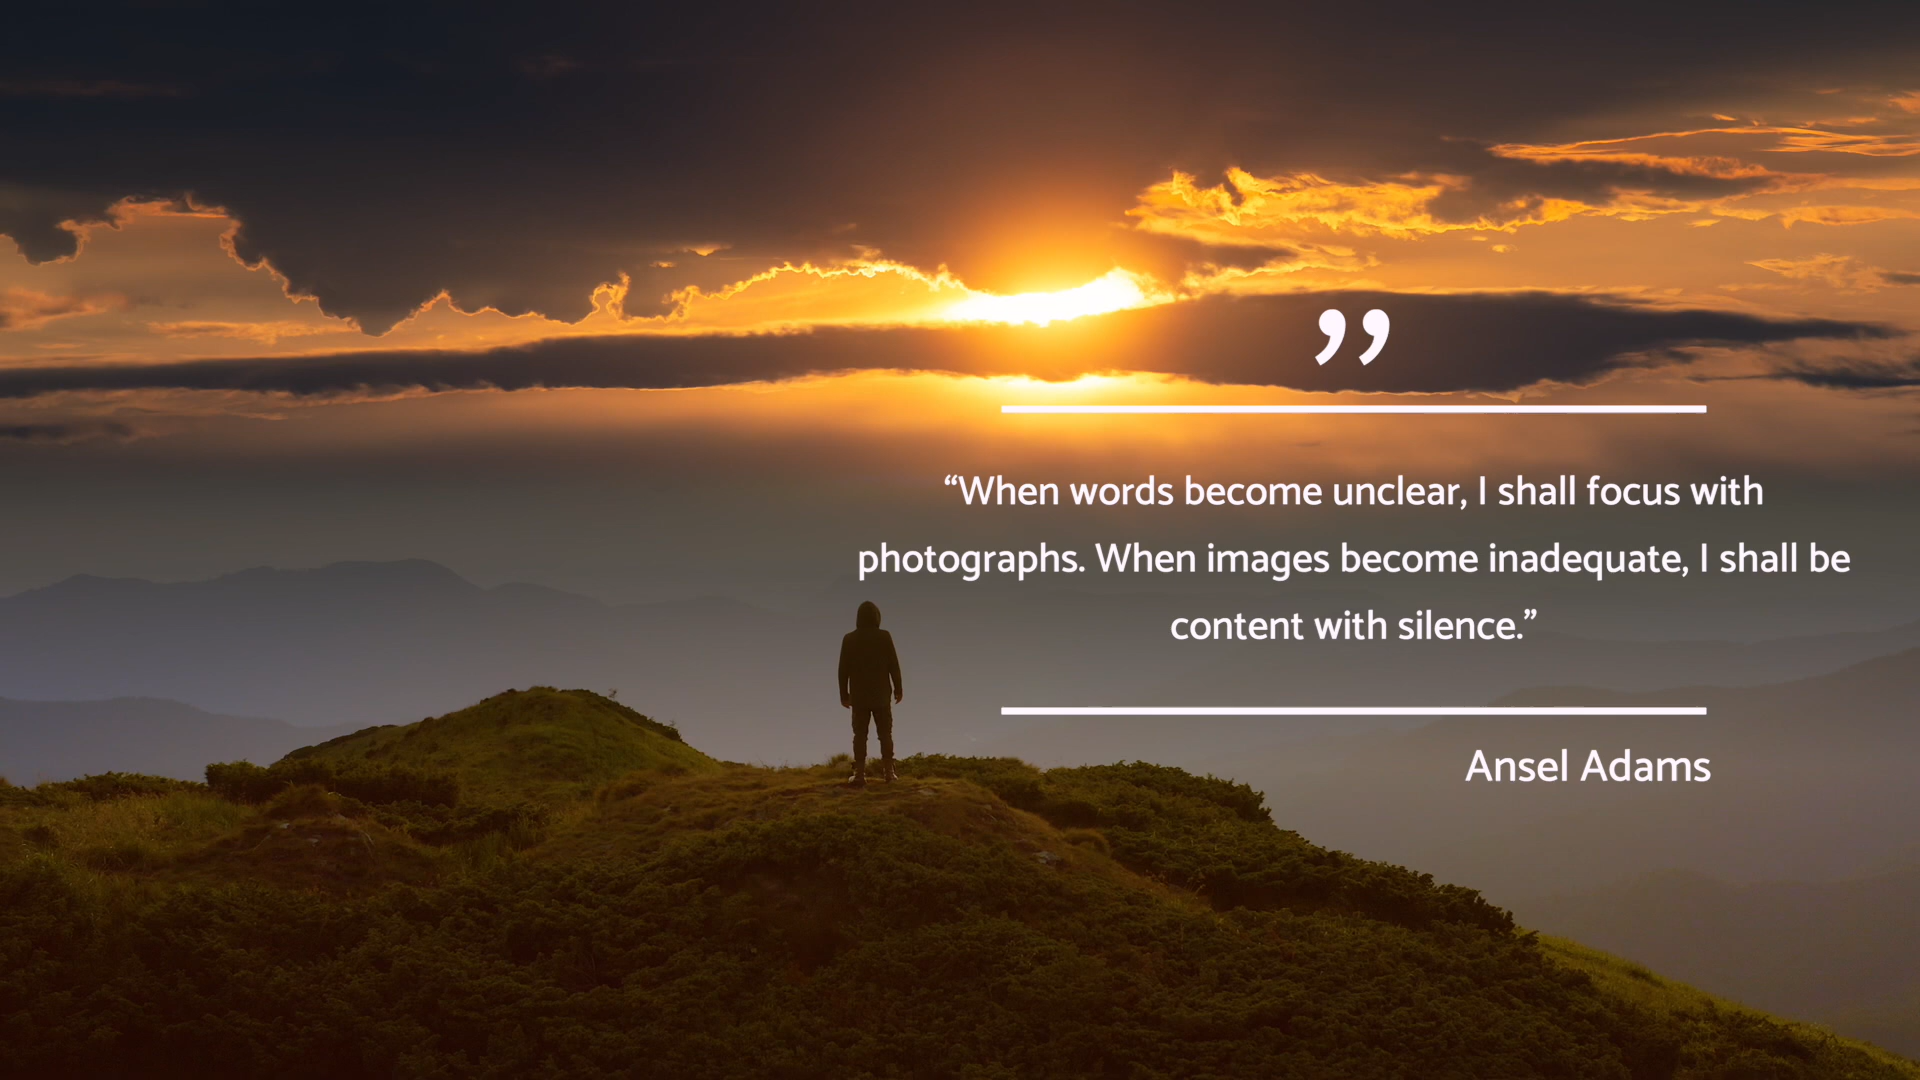 ”
“When words become unclear, I shall focus with
photographs. When images become inadequate, I shall be
content with silence.”
Ansel Adams